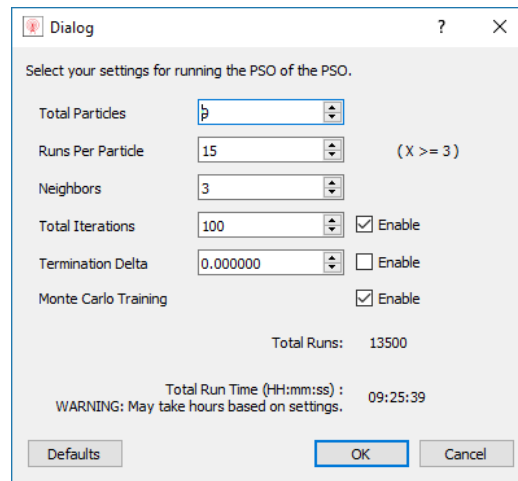 Dialog
?
Select your settings for running the PSO of the PSO.
Total Particles
Runs Per Particle 15 (X >= 3)
Neighbors 3
Total Iterations 100 Enable
Termination Delta 0.000000 Enable
Monte Carlo Training Enable
Total Runs: 13500
Total Run Time (HH:mm:ss) :
WARNING: May take hours based on settings.
09:25:39
Defaults OK Cancel